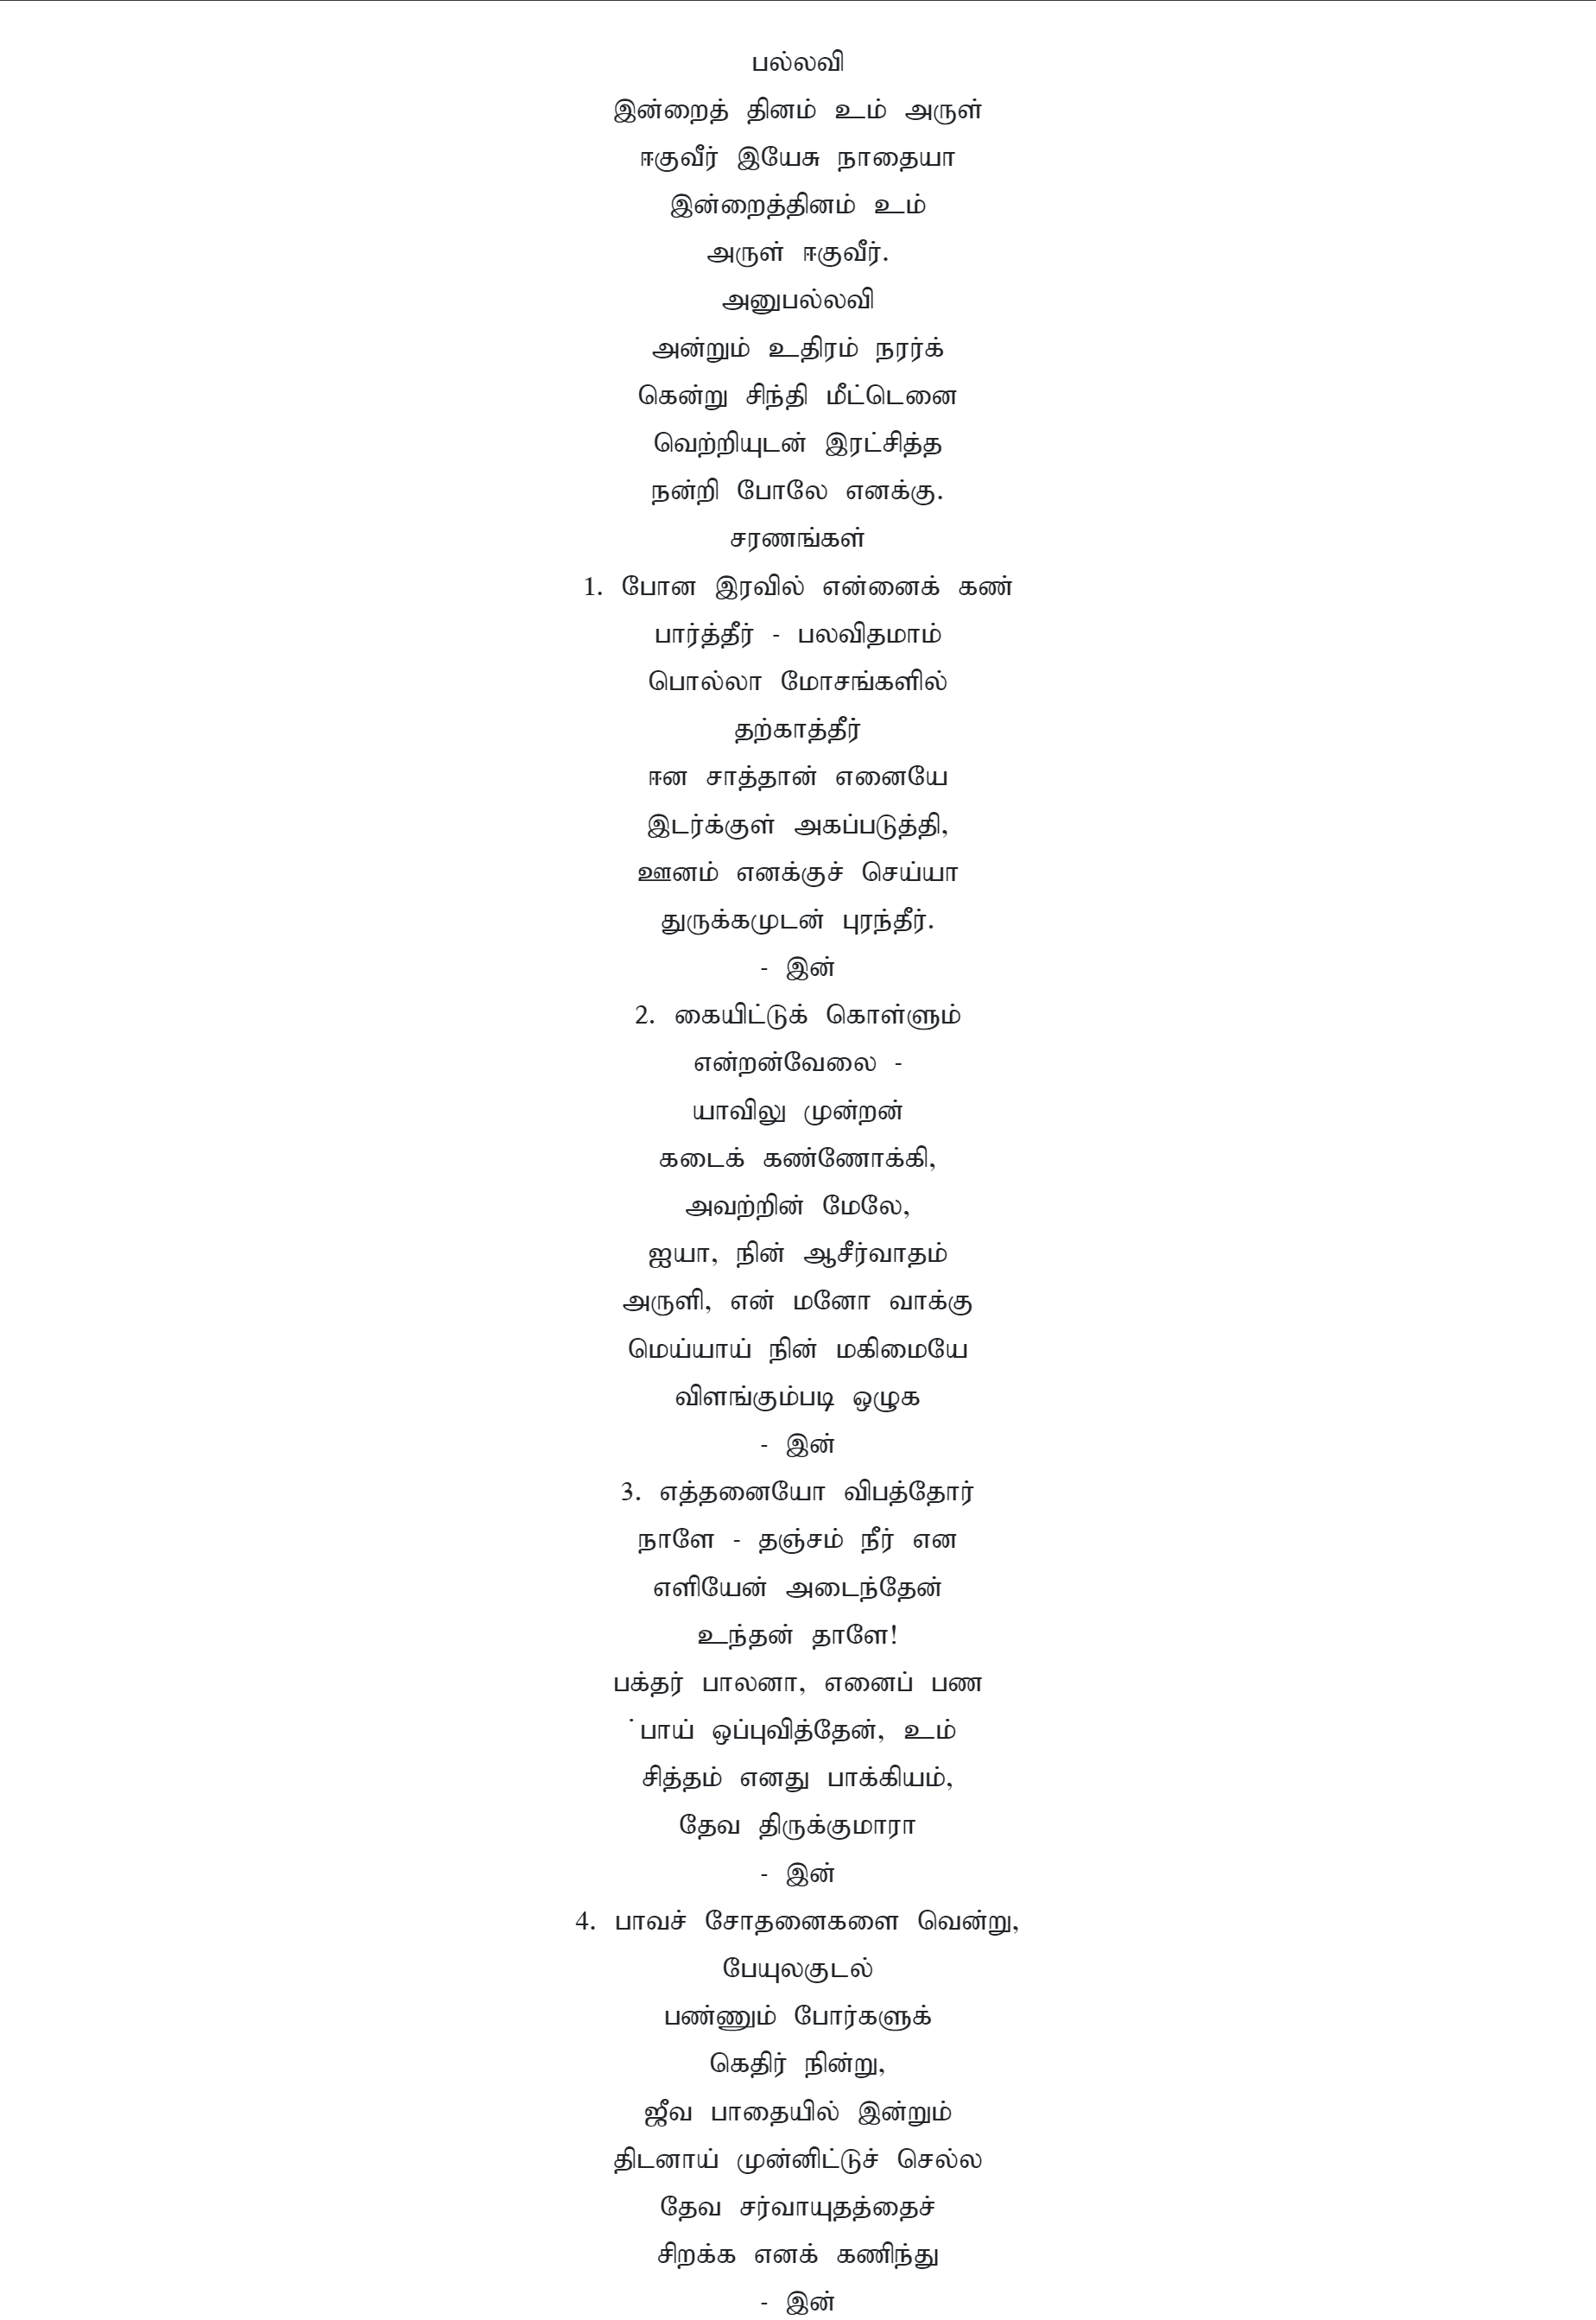 பல்லவி
இன்றைத் தினம் உம் அருள்
ஈகுவீர் இயேசு நாதையா
இன்றைத்தினம் உம்
அருள் ஈகுவீர்.
அனுபல்லவி
அன்றும் உதிரம் நரர்க்
கென்று சிந்தி மீட்டெனை
வெற்றியுடன் இரட்சித்த
நன்றி போலே எனக்கு.
சரணங்கள்
1. போன இரவில் என்னைக் கண்
பார்த்தீர் - பலவிதமாம்
பொல்லா மோசங்களில்
தற்காத்தீர்
ஈன சாத்தான் எனையே
இடர்க்குள் அகப்படுத்தி,
ஊனம் எனக்குச் செய்யா
துருக்கமுடன் புரந்தீர்.
- இன்
2. கையிட்டுக் கொள்ளும்
என்றன்வேலை -
யாவிலு முன்றன்
கடைக் கண்ணோக்கி,
அவற்றின் மேலே,
ஐயா, நின் ஆசீர்வாதம்
அருளி, என் மனோ வாக்கு
மெய்யாய் நின் மகிமையே
விளங்கும்படி ஒழுக
- இன்
3. எத்தனையோ விபத்தோர்
நாளே - தஞ்சம் நீர் என
எளியேன் அடைந்தேன்
உந்தன் தாளே!
பக்தர் பாலனா, எனைப் பண
்பாய் ஒப்புவித்தேன், உம்
சித்தம் எனது பாக்கியம்,
தேவ திருக்குமாரா
- இன்
4. பாவச் சோதனைகளை வென்று,
பேயுலகுடல்
பண்ணும் போர்களுக்
கெதிர் நின்று,
ஜீவ பாதையில் இன்றும்
திடனாய் முன்னிட்டுச் செல்ல
தேவ சர்வாயுதத்தைச்
சிறக்க எனக் கணிந்து
- இன்